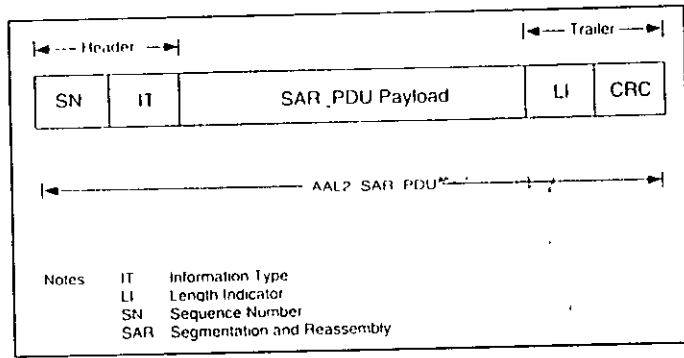 Header
Trailer
SN IT SAR PDU Payload LI CRC
AAL2 SAR PDU
Notes IT Information Type
LI Length Indicator
SN Sequence Number
SAR Segmentation and Reassembly